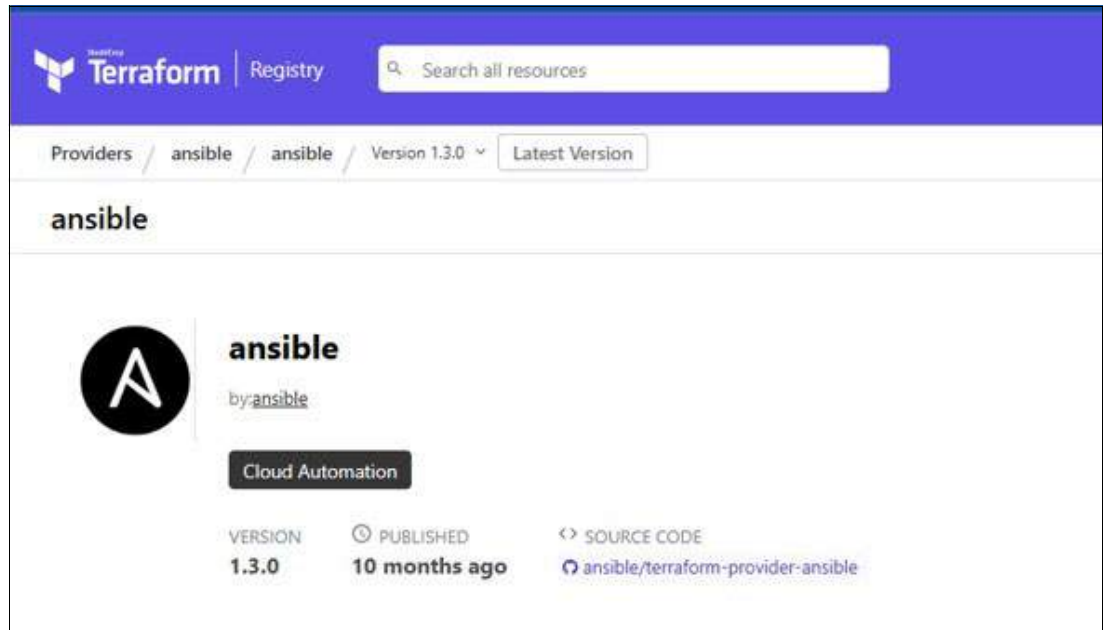 HashiCorp
Terraform Registry Search all resources
Providers / ansible / ansible / Version 1.3.0 Latest Version
ansible
ansible
by:ansible
Cloud Automation
VERSION PUBLISHED <> SOURCE CODE
1.3.0 10 months ago ansible/terraform-provider-ansible